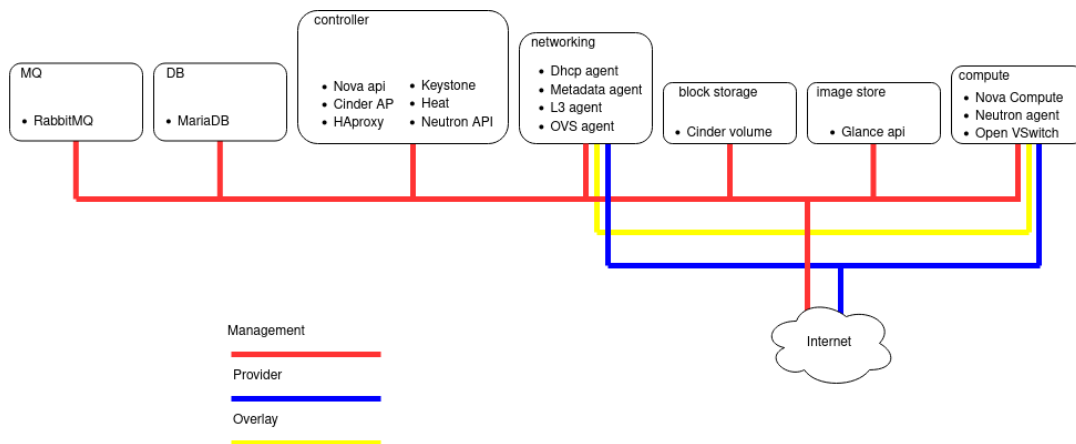 controller
Nova api
Cinder AP
HAproxy
Keystone
Heat
Neutron API
networking
Dhcp agent
Metadata agent
L3 agent
OVS agent
MQ
RabbitMQ
DB
MariaDB
block storage
Cinder volume
image store
Glance api
compute
Nova Compute
Neutron agent
Open VSwitch
Internet
Management
Provider
Overlay